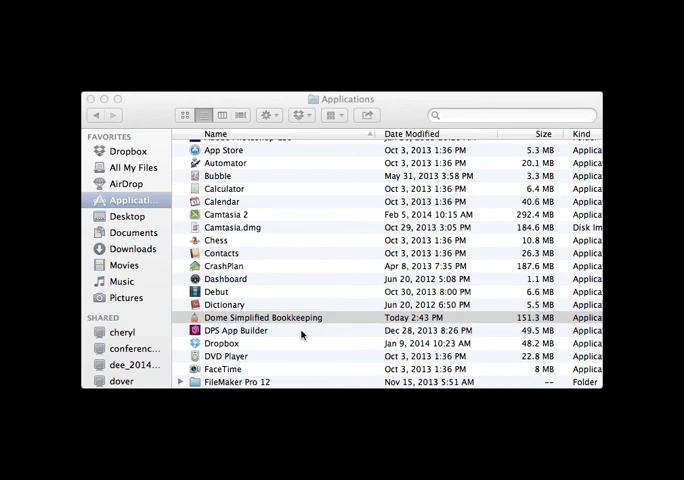 Applications
FAVORITES
Dropbox
All My Files
AirDrop
Applicati...
Desktop
Documents
Downloads
Movies
Music
Pictures
SHARED
cheryl
conferenc...
dee_2014...
dover
Name Date Modified Size Kind
App Store Oct 3, 2013 1:36 PM 5.3 MB Applica
Automator Oct 3, 2013 1:36 PM 20.1 MB Applica
Bubble May 31, 2013 3:58 PM 3.3 MB Applica
Calculator Oct 3, 2013 1:36 PM 6.4 MB Applica
Calendar Oct 3, 2013 1:36 PM 40.6 MB Applica
Camtasia 2 Feb 5, 2014 10:15 AM 292.4 MB Applica
Camtasia.dmg Oct 29, 2013 3:05 PM 184.6 MB Disk Im
Chess Oct 3, 2013 1:36 PM 10.8 MB Applica
Contacts Oct 3, 2013 1:36 PM 26.3 MB Applica
CrashPlan Apr 8, 2013 7:35 PM 187.6 MB Applica
Dashboard Jun 20, 2012 5:08 PM 1.1 MB Applica
Debut Oct 30, 2013 8:00 PM 6.6 MB Applica
Dictionary Jun 20, 2012 6:50 PM 5.5 MB Applica
Dome Simplified Bookkeeping Today 2:43 PM 151.3 MB Applica
DPS App Builder Dec 28, 2013 8:26 PM 49.5 MB Applica
Dropbox Jan 9, 2014 10:23 AM 48.2 MB Applica
DVD Player Oct 3, 2013 1:36 PM 22.8 MB Applica
FaceTime Oct 3, 2013 1:36 PM 8 MB Applica
FileMaker Pro 12 Nov 15, 2013 5:51 AM -- Folder